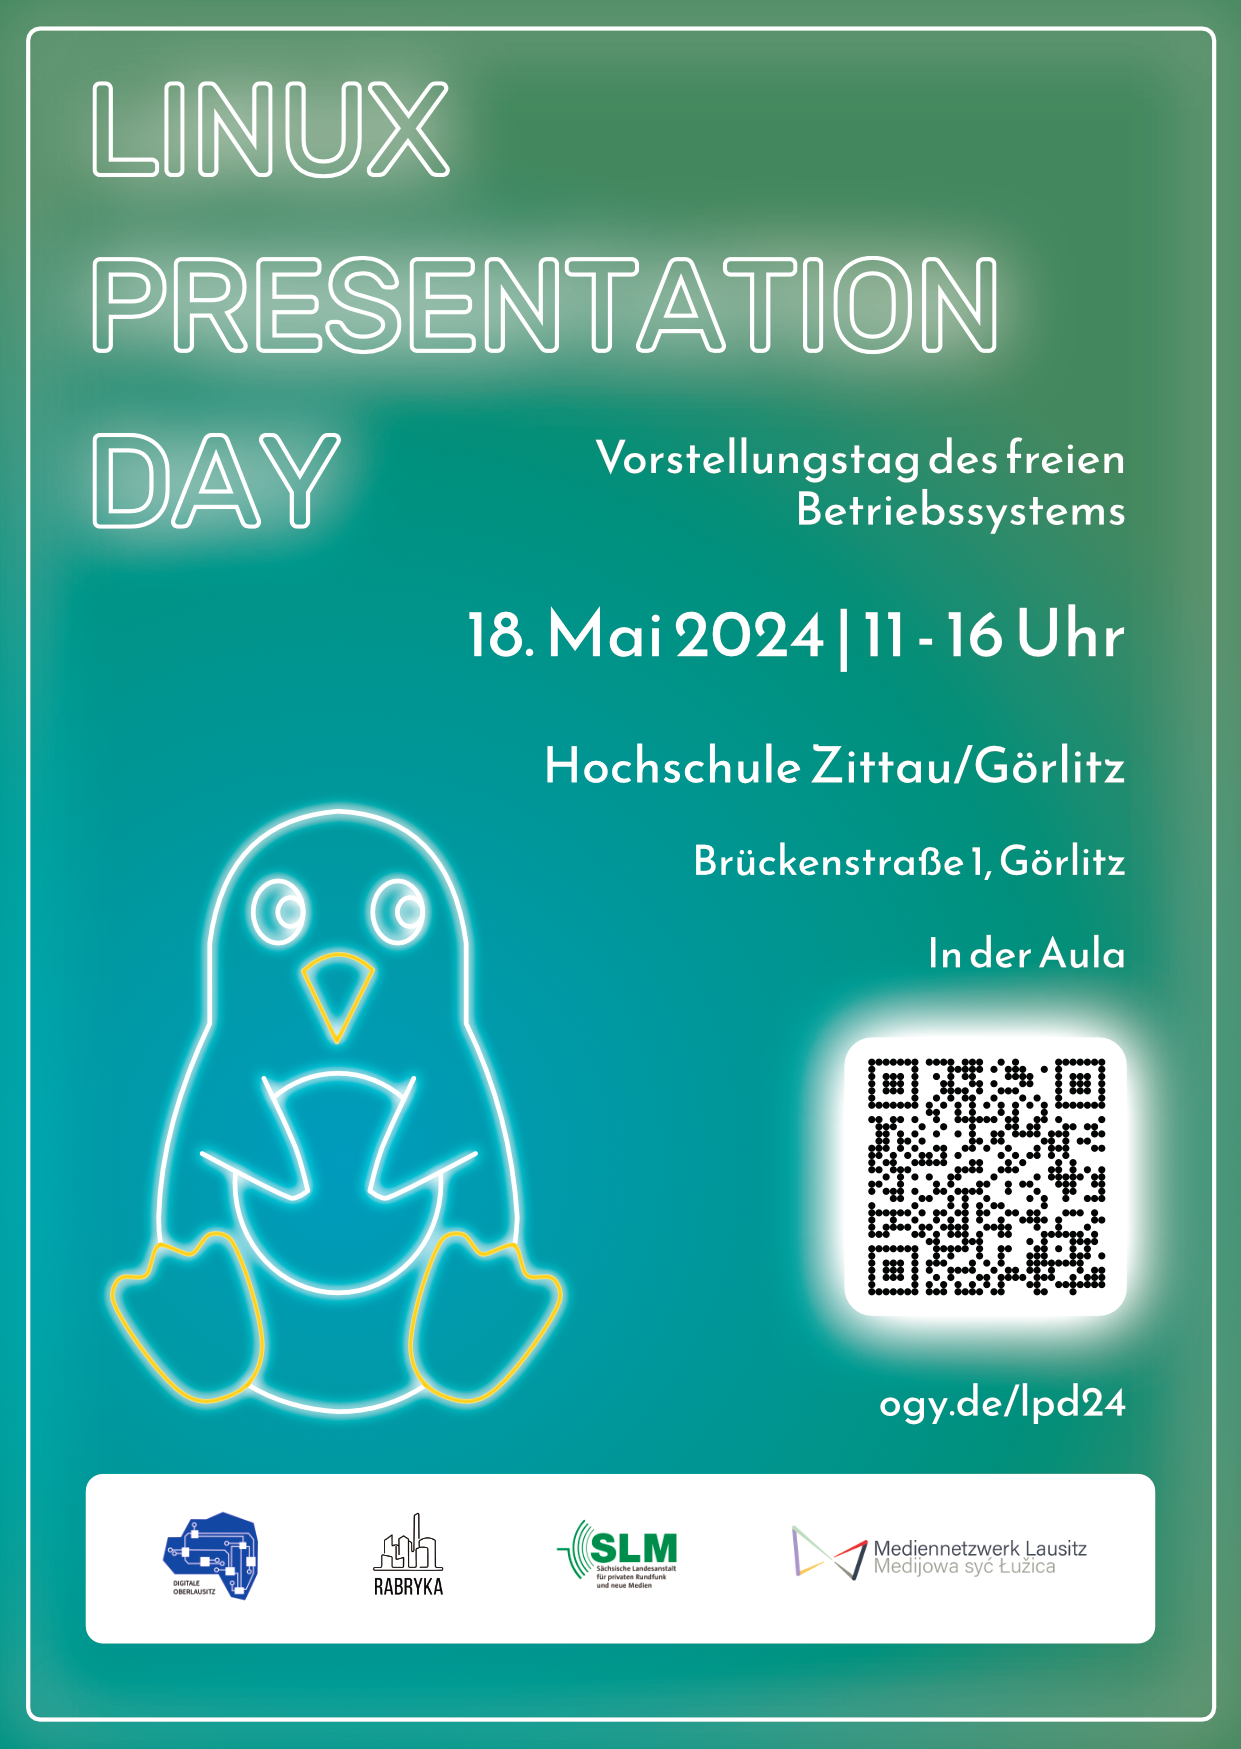 LINUX
PRESENTATION
DAY
Vorstellungstag des freien
Betriebssystems
18. Mai 2024 | 11 - 16 Uhr
Hochschule Zittau/Görlitz
Brückenstraße 1, Görlitz
In der Aula
ogy.de/lpd24
DIGITALE
OBERLAUSITZ
RABRYKA
SLM
Sächsische Landesanstalt
für privaten Rundfunk
und neue Medien
Mediennetzwerk Lausitz
Medijowa syć Łužica